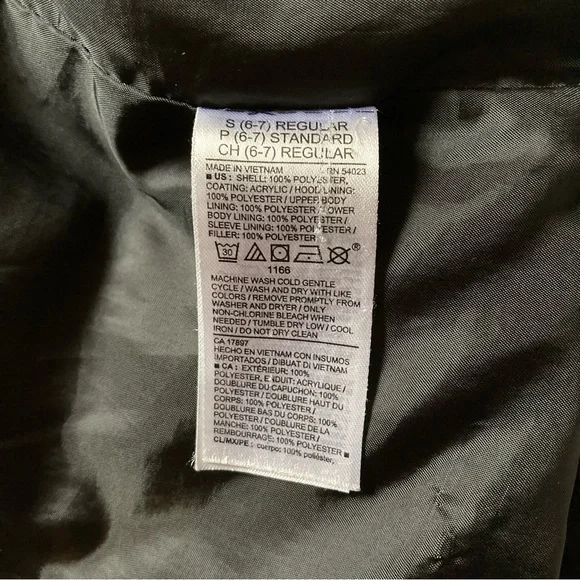 S (6-7) REGULAR
P (6-7) STANDARD
CH (6-7) REGULAR
MADE IN VIETNAM RN 54023
■ US : SHELL: 100% POLYESTER,
COATING: ACRYLIC / HOOD LINING:
100% POLYESTER / UPPER BODY
LINING: 100% POLYESTER / LOWER
BODY LINING: 100% POLYESTER /
SLEEVE LINING: 100% POLYESTER /
FILLER: 100% POLYESTER
30 ®
1166
MACHINE WASH COLD GENTLE
CYCLE / WASH AND DRY WITH LIKE
COLORS / REMOVE PROMPTLY FROM
WASHER AND DRYER / ONLY
NON-CHLORINE BLEACH WHEN
NEEDED / TUMBLE DRY LOW / COOL
IRON / DO NOT DRY CLEAN
CA 17897
HECHO EN VIETNAM CON INSUMOS
IMPORTADOS / DIBUAT DI VIETNAM
■ CA : EXTÉRIEUR: 100%
POLYESTER, ENDUIT: ACRYLIQUE /
DOUBLURE DU CAPUCHON: 100%
POLYESTER / DOUBLURE HAUT DU
CORPS: 100% POLYESTER /
DOUBLURE BAS DU CORPS: 100%
POLYESTER / DOUBLURE DE LA
MANCHE: 100% POLYESTER /
REMBOURRAGE: 100% POLYESTER ■
CL/MX/PE : cuerpo: 100% poliéster,